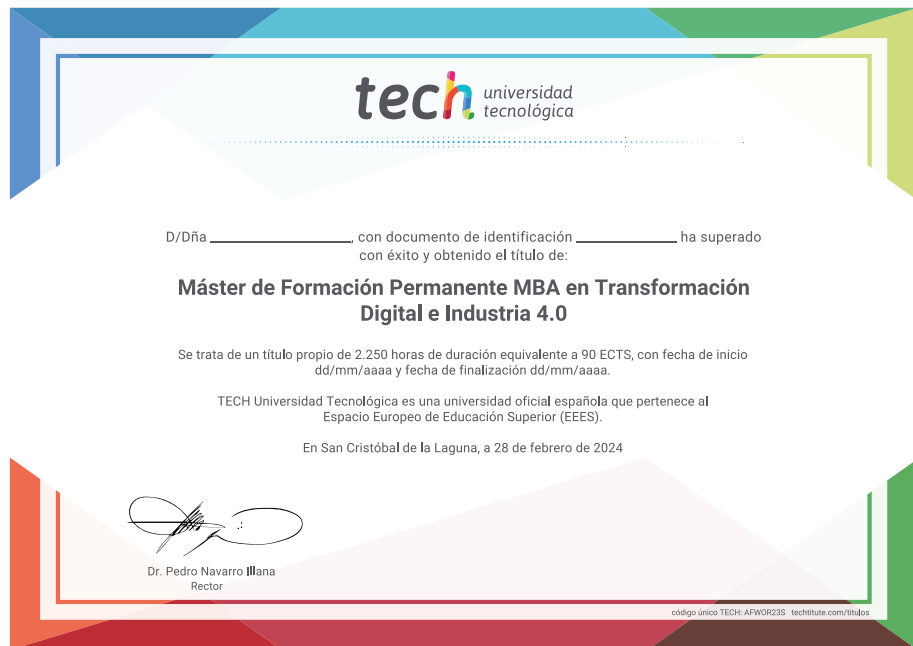 tech universidad
tecnológica
D/Dña ____________________, con documento de identificación ______________ ha superado
con éxito y obtenido el título de:
Máster de Formación Permanente MBA en Transformación
Digital e Industria 4.0
Se trata de un título propio de 2.250 horas de duración equivalente a 90 ECTS, con fecha de inicio
dd/mm/aaaa y fecha de finalización dd/mm/aaaa.
TECH Universidad Tecnológica es una universidad oficial española que pertenece al
Espacio Europeo de Educación Superior (EEES).
En San Cristóbal de la Laguna, a 28 de febrero de 2024
Dr. Pedro Navarro Illana
Rector
código único TECH: AFWOR23S techtitute.com/titulos